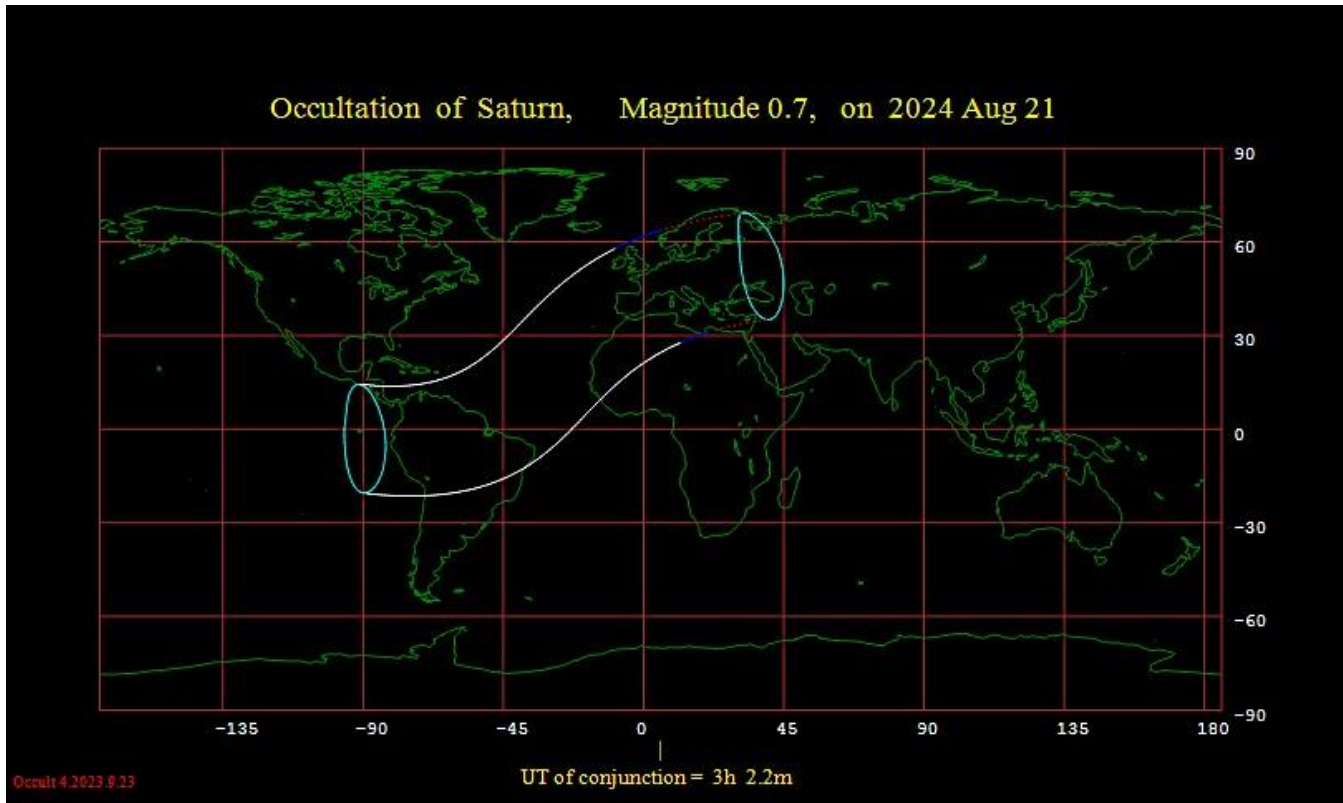 Occultation of Saturn, Magnitude 0.7, on 2024 Aug 21
90
60
30
0
-30
-60
-90
-135 -90 -45 0 45 90 135 180
UT of conjunction = 3h 2.2m
Occult 4.2023.9.23